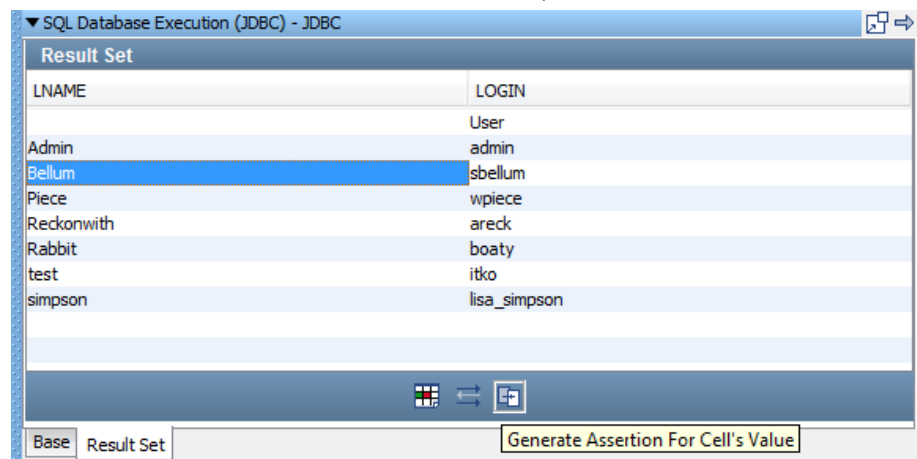 ▼ SQL Database Execution (JDBC) - JDBC
Result Set
LNAME LOGIN
User
Admin admin
Bellum sbellum
Piece wpiece
Reckonwith areck
Rabbit boaty
test itko
simpson lisa_simpson
Base Result Set Generate Assertion For Cell's Value